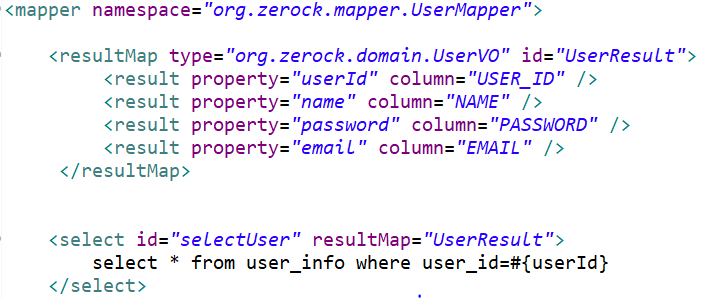 <mapper namespace="org.zerock.mapper.UserMapper">
<resultMap type="org.zerock.domain.UserVO" id="UserResult">
<result property="userId" column="USER_ID" />
<result property="name" column="NAME" />
<result property="password" column="PASSWORD" />
<result property="email" column="EMAIL" />
</resultMap>
<select id="selectUser" resultMap="UserResult">
select * from user_info where user_id=#{userId}
</select>